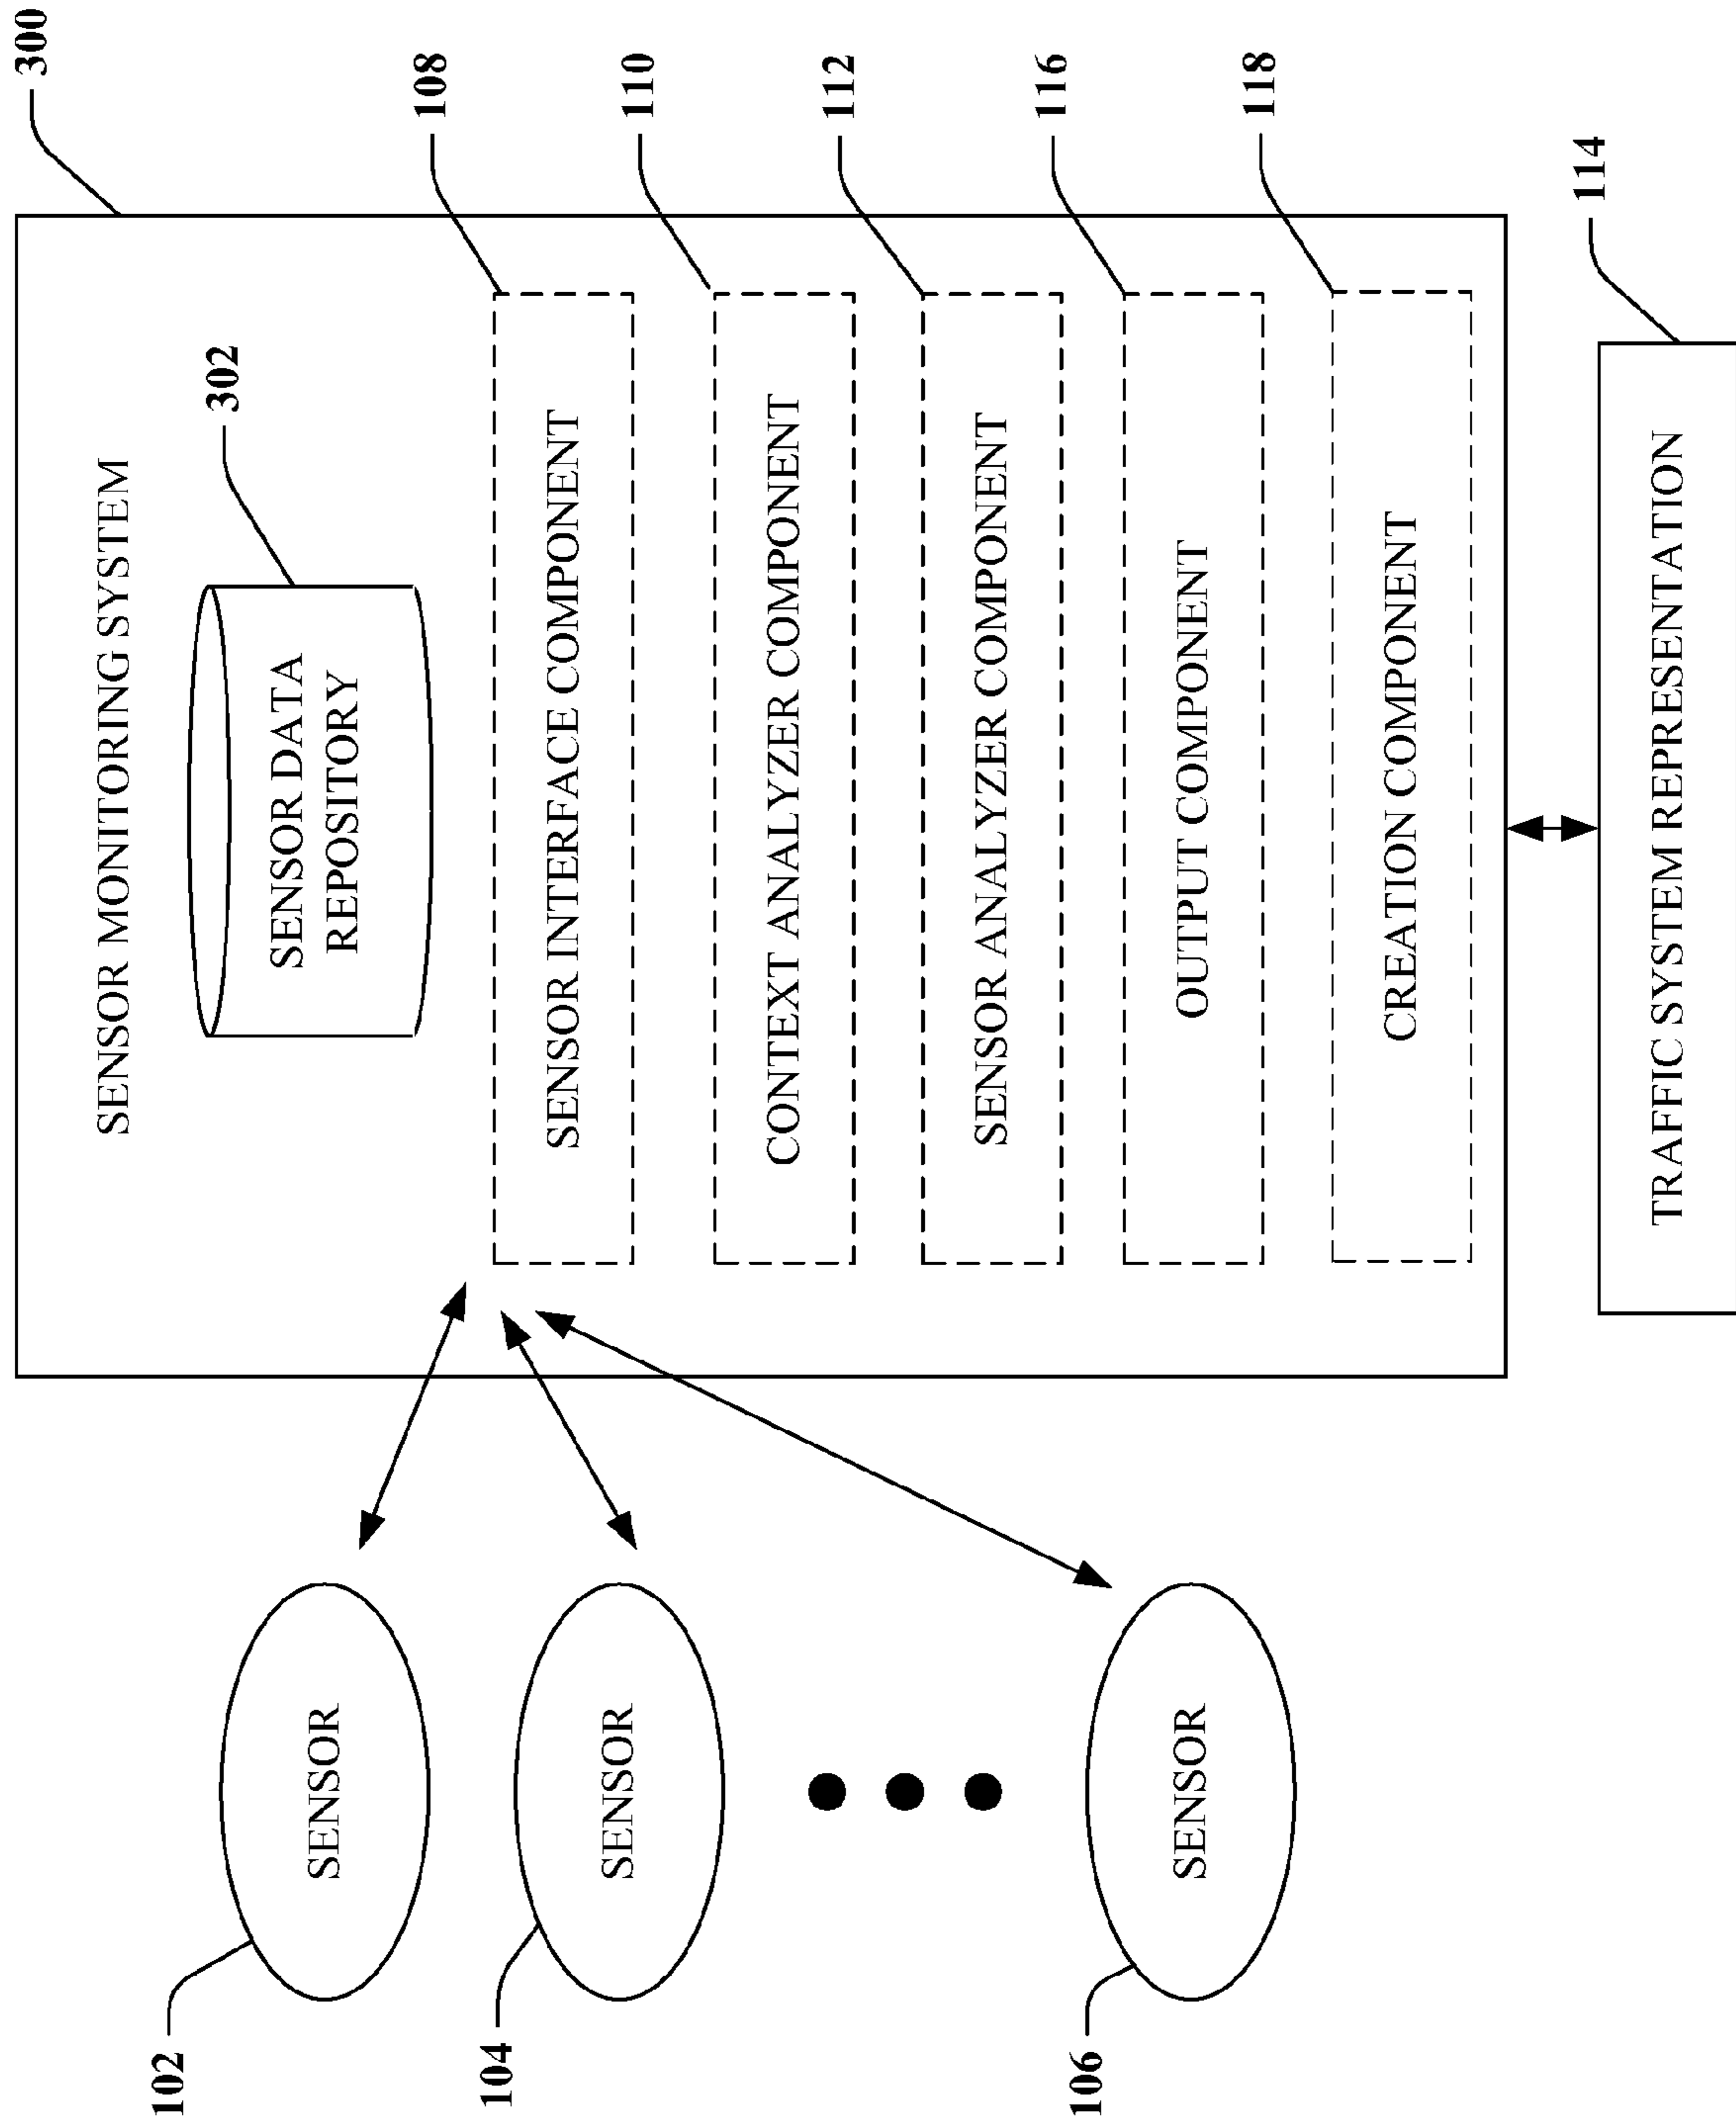 300
SENSOR MONITORING SYSTEM
302
SENSOR DATA
REPOSITORY
102
SENSOR
108
SENSOR INTERFACE COMPONENT
104
SENSOR
110
CONTEXT ANALYZER COMPONENT
112
SENSOR ANALYZER COMPONENT
106
SENSOR
116
OUTPUT COMPONENT
118
CREATION COMPONENT
114
TRAFFIC SYSTEM REPRESENTATION